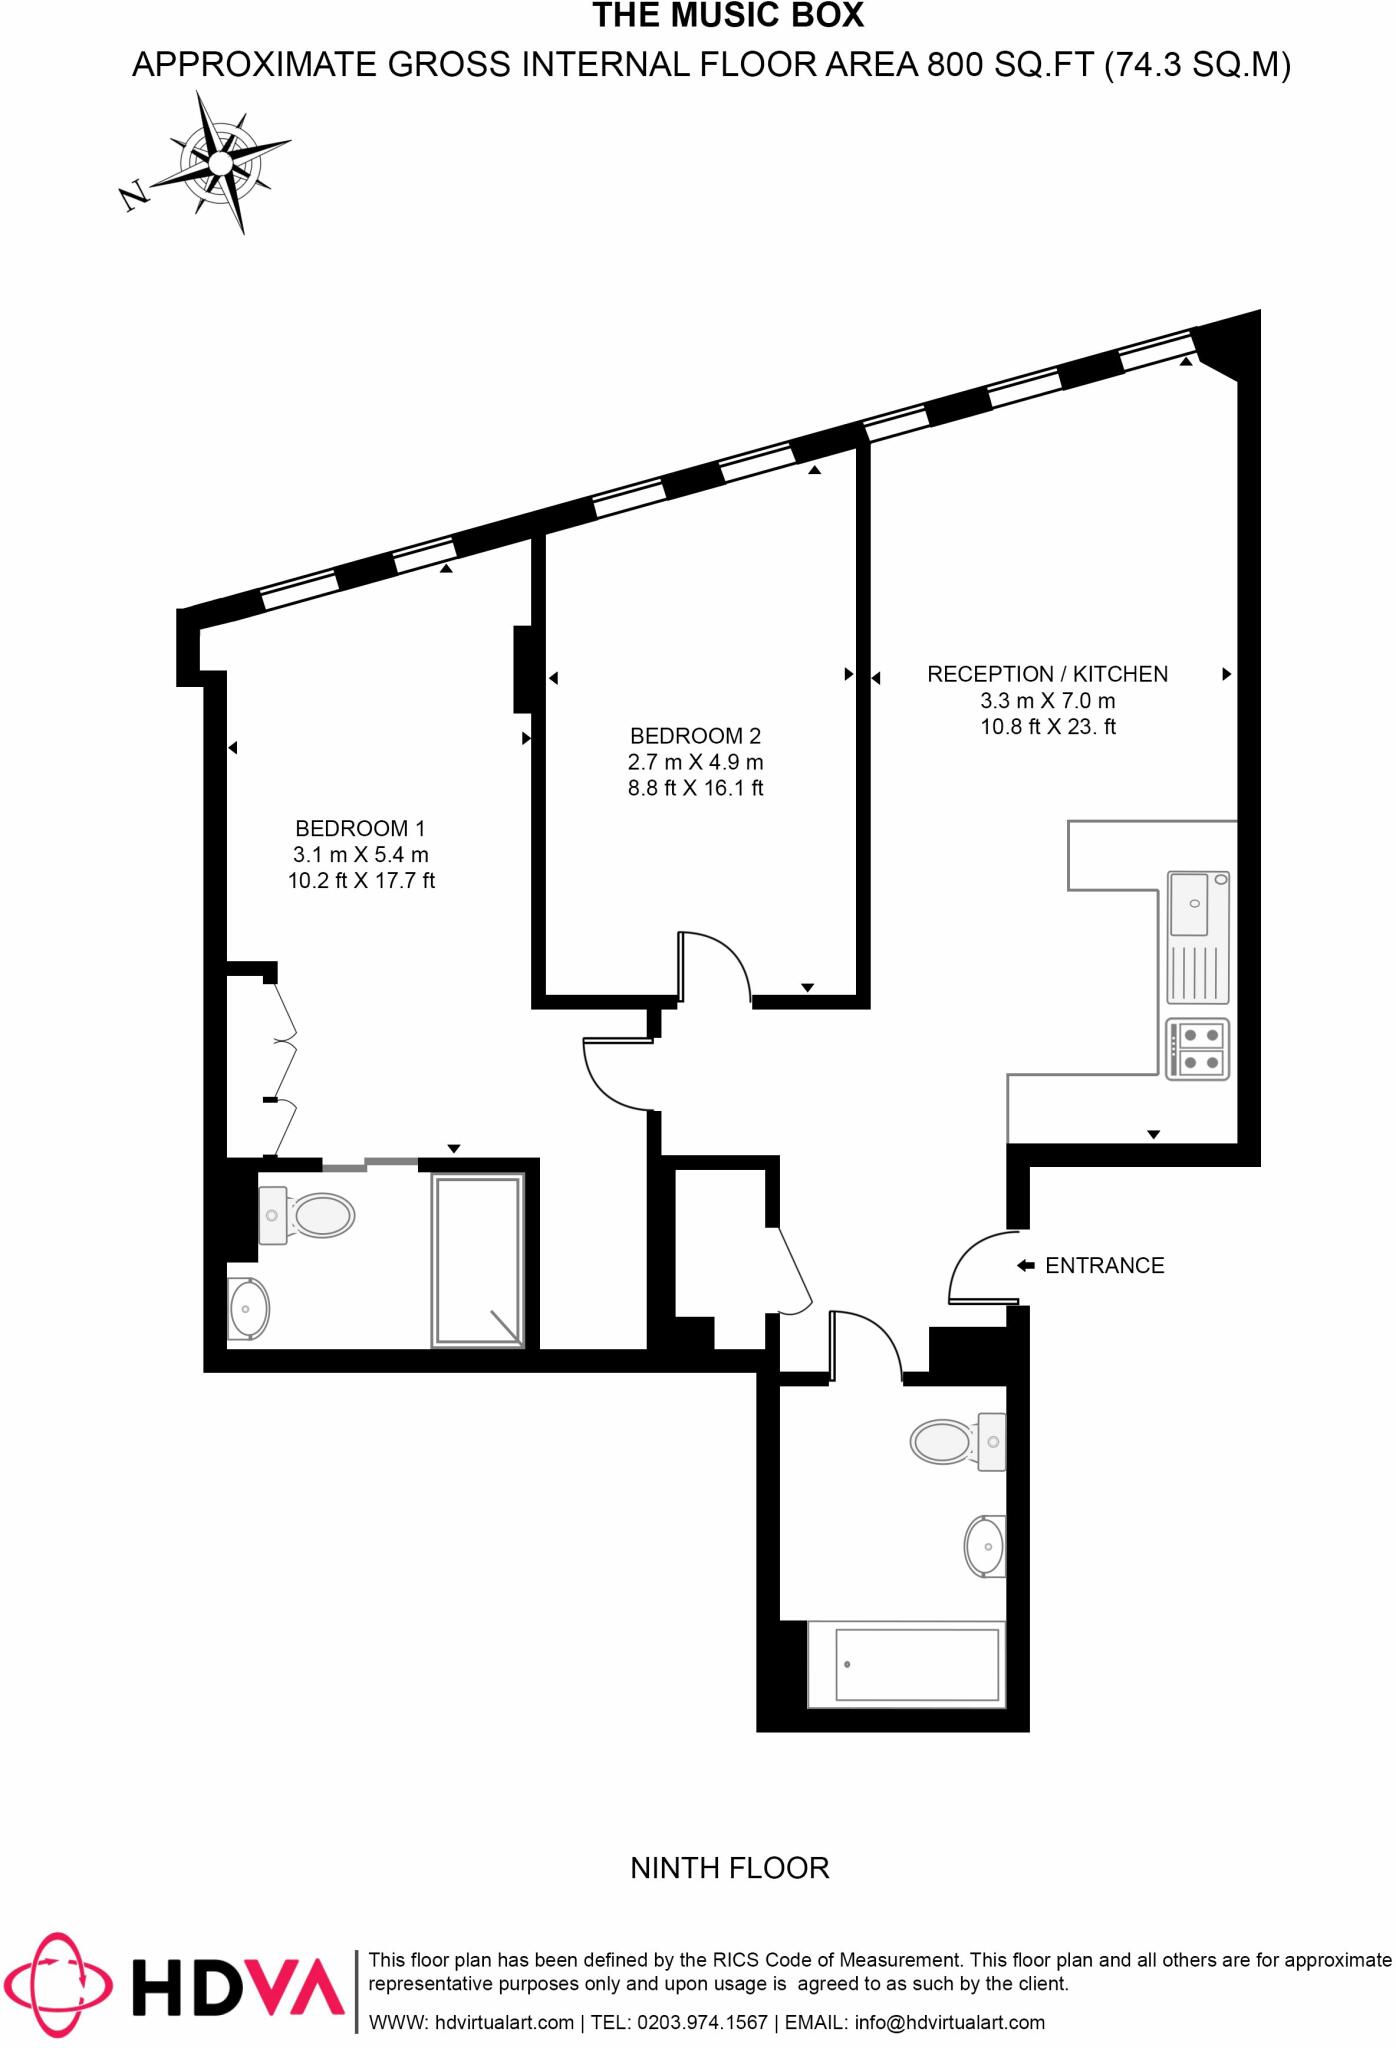 THE MUSIC BOX
APPROXIMATE GROSS INTERNAL FLOOR AREA 800 SQ.FT (74.3 SQ.M)
N
RECEPTION / KITCHEN
3.3 m X 7.0 m
10.8 ft X 23. ft
BEDROOM 2
2.7 m X 4.9 m
8.8 ft X 16.1 ft
BEDROOM 1
3.1 m X 5.4 m
10.2 ft X 17.7 ft
ENTRANCE
NINTH FLOOR
HDVA
This floor plan has been defined by the RICS Code of Measurement. This floor plan and all others are for approximate
representative purposes only and upon usage is  agreed to as such by the client.
WWW: hdvirtualart.com | TEL: 0203.974.1567 | EMAIL: info@hdvirtualart.com